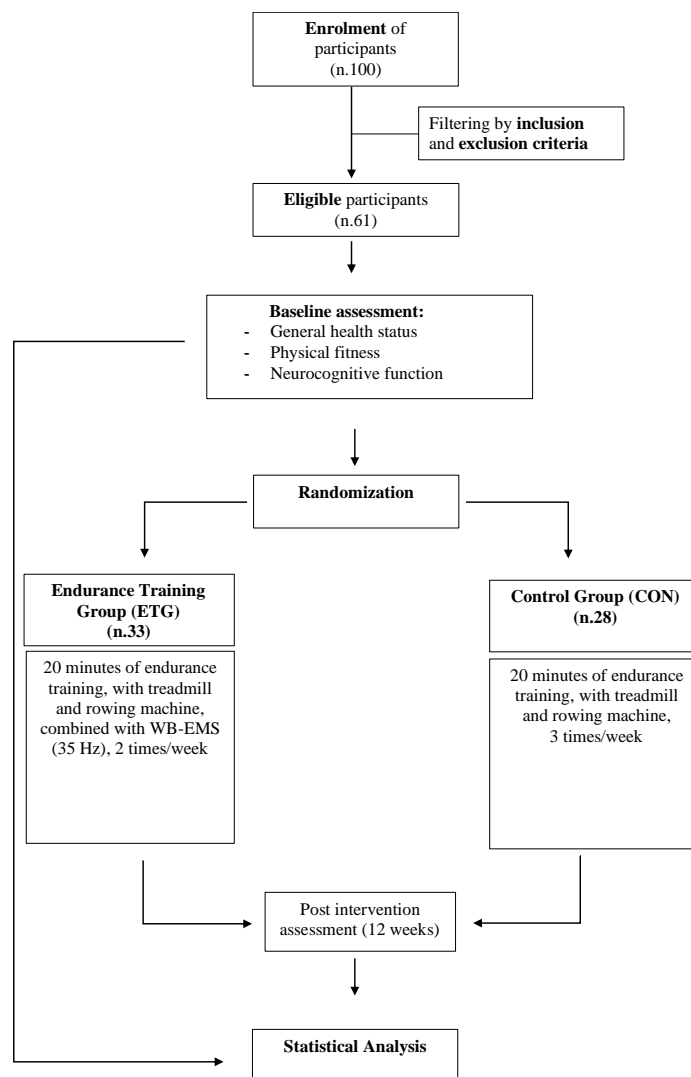 Enrolment of
participants
(n.100)
Filtering by inclusion
and exclusion criteria
Eligible participants
(n.61)
Baseline assessment:
- General health status
- Physical fitness
- Neurocognitive function
Randomization
Endurance Training
Group (ETG)
(n.33)
20 minutes of endurance
training, with treadmill
and rowing machine,
combined with WB-EMS
(35 Hz), 2 times/week
Control Group (CON)
(n.28)
20 minutes of endurance
training, with treadmill
and rowing machine,
3 times/week
Post intervention
assessment (12 weeks)
Statistical Analysis